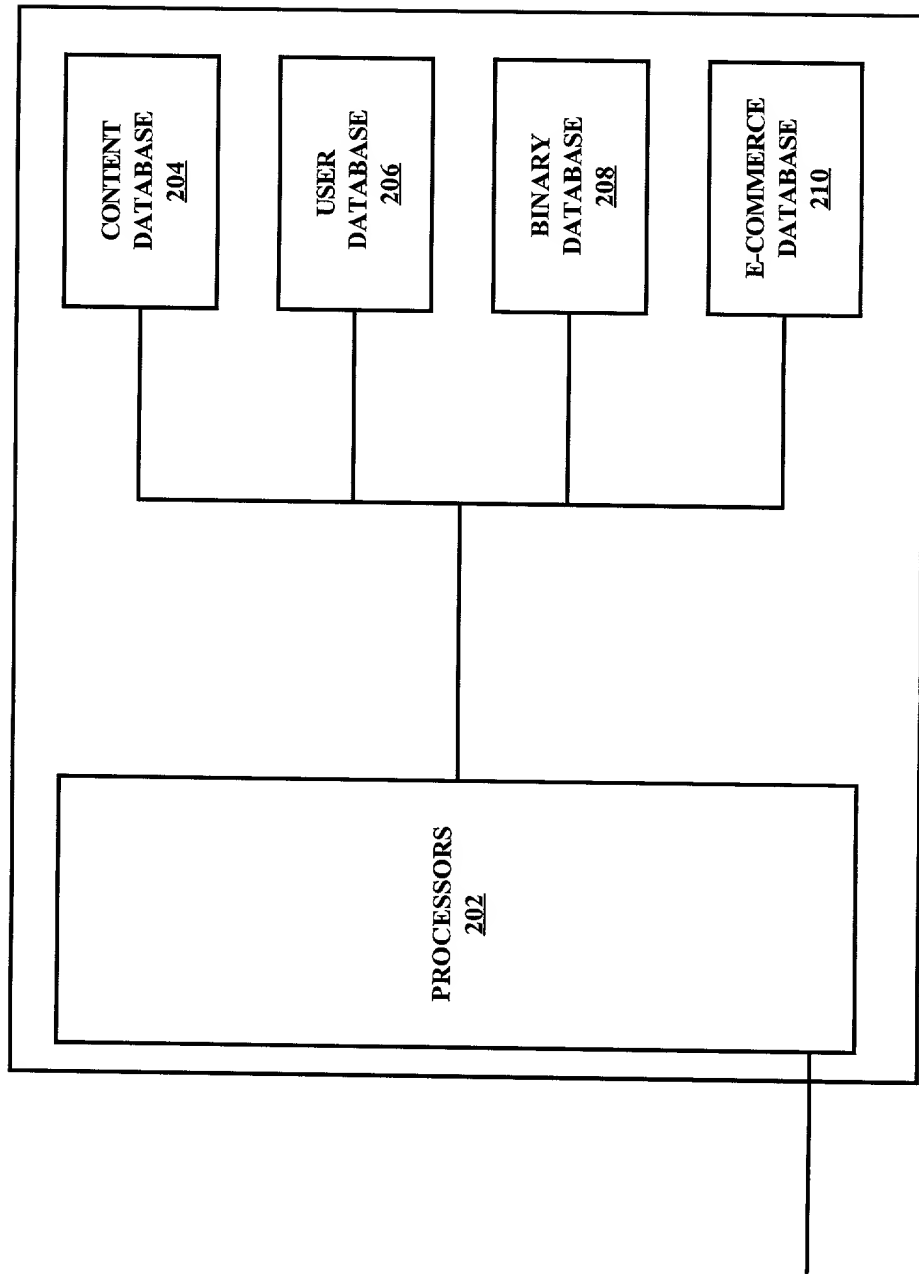 CONTENT
DATABASE
204
USER
DATABASE
206
BINARY
DATABASE
208
E-COMMERCE
DATABASE
210
PROCESSORS
202